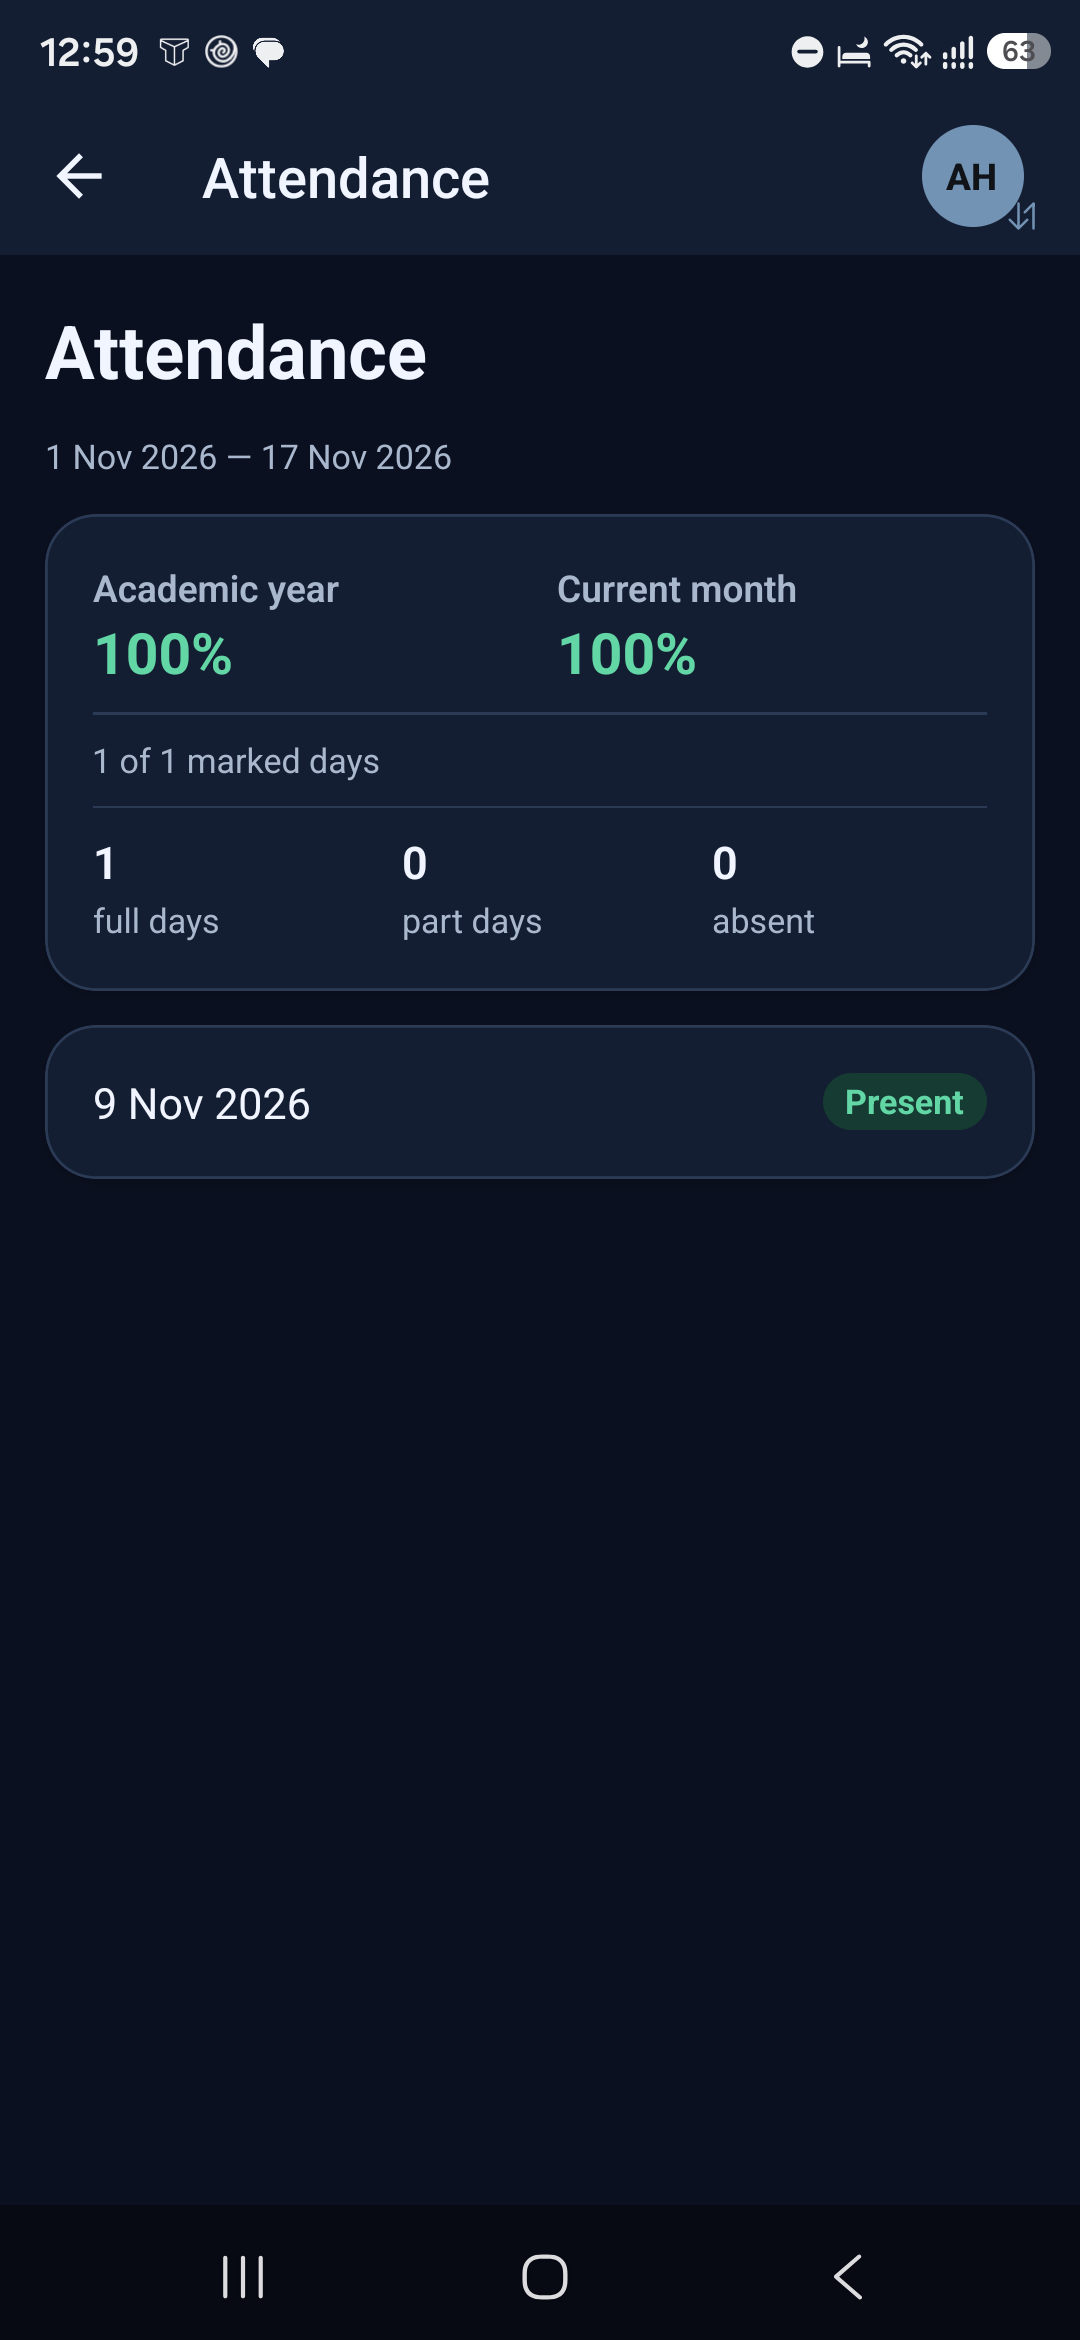 12:59
63
Attendance
AH
Attendance
1 Nov 2026 — 17 Nov 2026
Academic year
Current month
100%
100%
1 of 1 marked days
1
0
0
full days
part days
absent
9 Nov 2026
Present